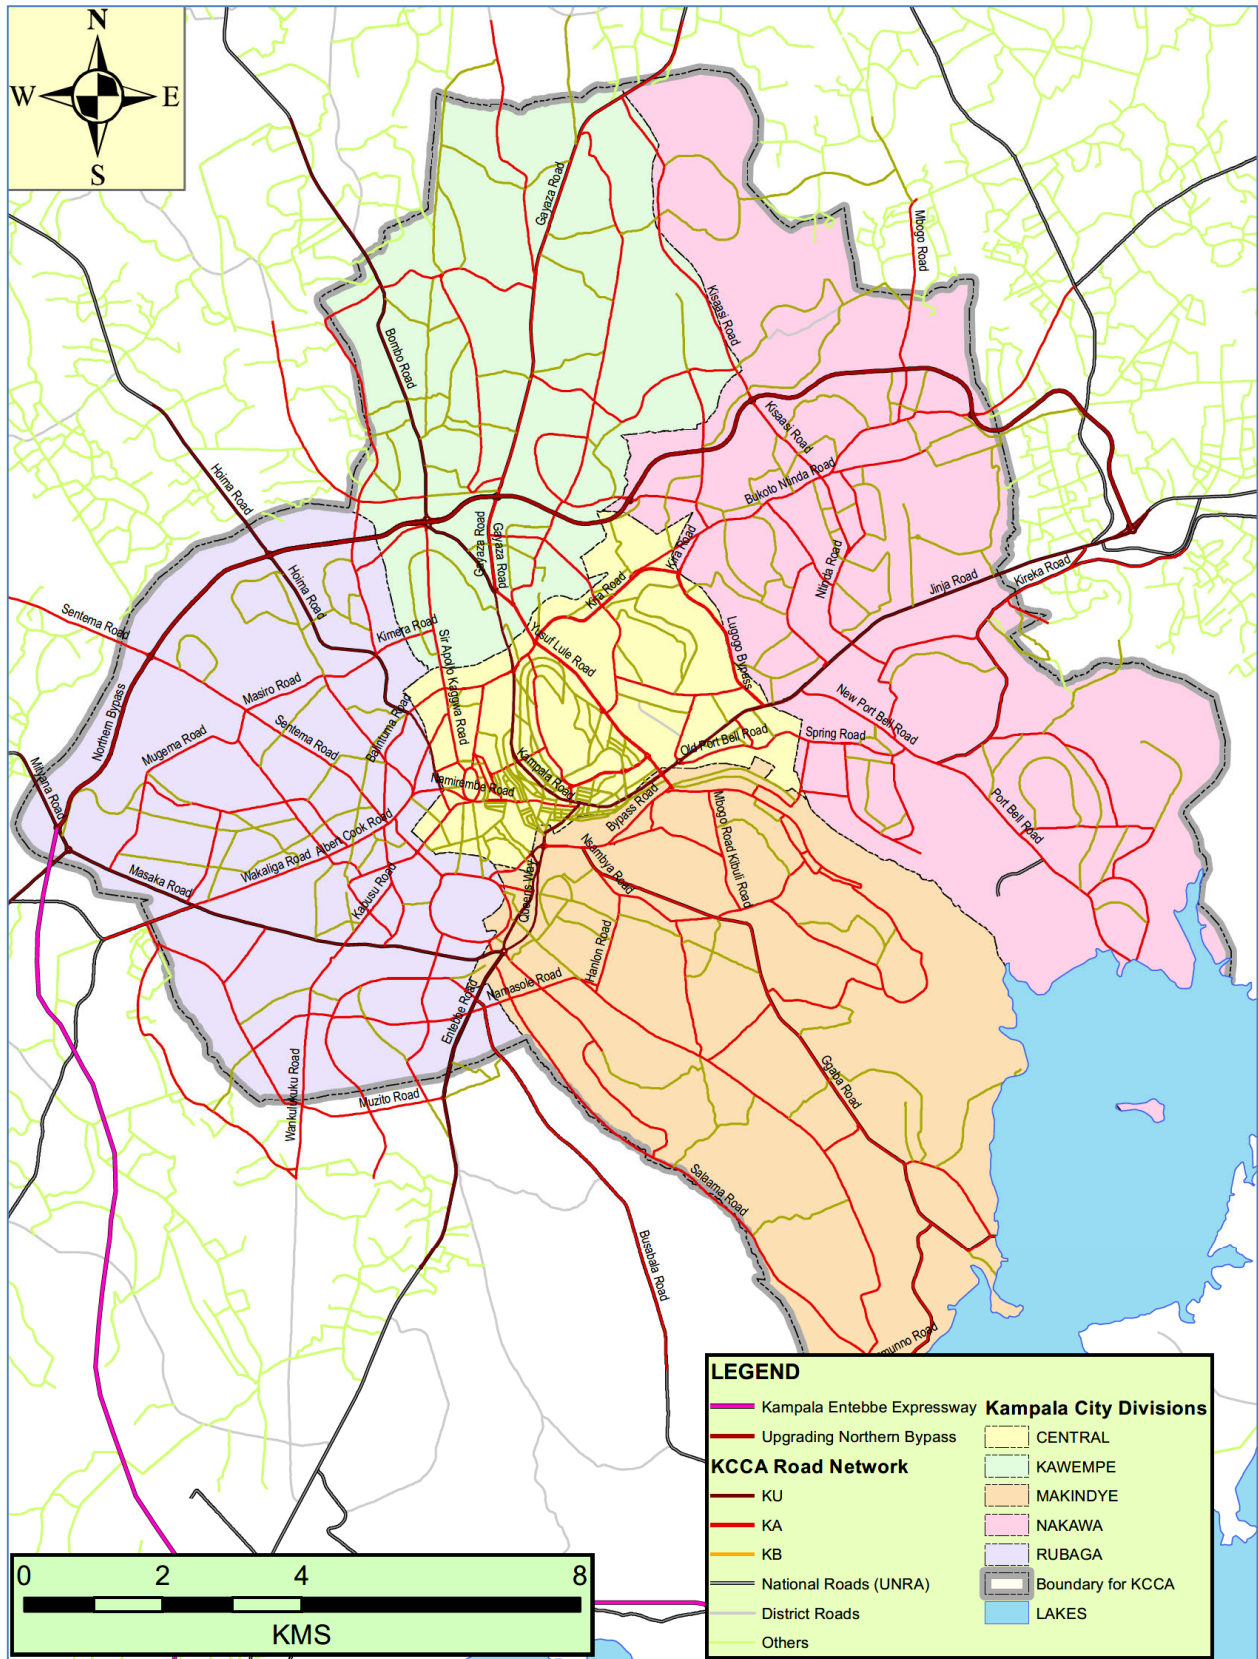 N
W E
S
Gayaza Road
Mbogo Road
Kisaasi Road
Bombo Road
Kisaasi Road
Hoima Road
Bukoto Ntinda Road
Gayaza Road
Gayaza Road
Kira Road
Ntinda Road
Jinja Road
Kireka Road
Hoima Road
Kira Road
Sentema Road
Kimera Road
Sir Apollo Kaggwa Road
Yusuf Lule Road
Lugogo Bypass
Masiro Road
New Port Bell Road
Northern Bypass
Sentema Road
Balintuma Road
Mugema Road
Old Port Bell Road
Spring Road
Mityana Road
Namirembe Road
Kampala Road
Bypass Road
Port Bell Road
Mbogo Road
Kibuli Road
Albert Cook Road
Wakaliga Road
Nsambya Road
Masaka Road
Kabusu Road
Queens Way
Hanlon Road
Namasole Road
Entebbe Road
Ggaba Road
Wankulukuku Road
Muzito Road
Salaama Road
Busabala Road
Road
LEGEND
Kampala Entebbe Expressway
Upgrading Northern Bypass
KCCA Road Network
KU
KA
KB
National Roads (UNRA)
District Roads
Others
Kampala City Divisions
CENTRAL
KAWEMPE
MAKINDYE
NAKAWA
RUBAGA
Boundary for KCCA
LAKES
0 2 4 8
KMS